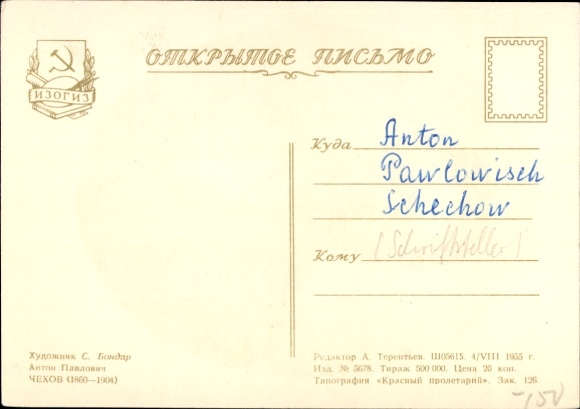 ОТКРЫТОЕ ПИСЬМО
ИЗОГИЗ
Куда Anton
Pawlowisch
Schechow
Кому (Schriftsteller)
Художник С. Бондар
Антон Павлович
ЧЕХОВ (1860—1904)
Редактор А. Терентьев. Ш05615. 4/VIII 1955 г.
Изд. № 5678. Тираж 500 000. Цена 20 коп.
Типография «Красный пролетарий». Зак. 126
-150